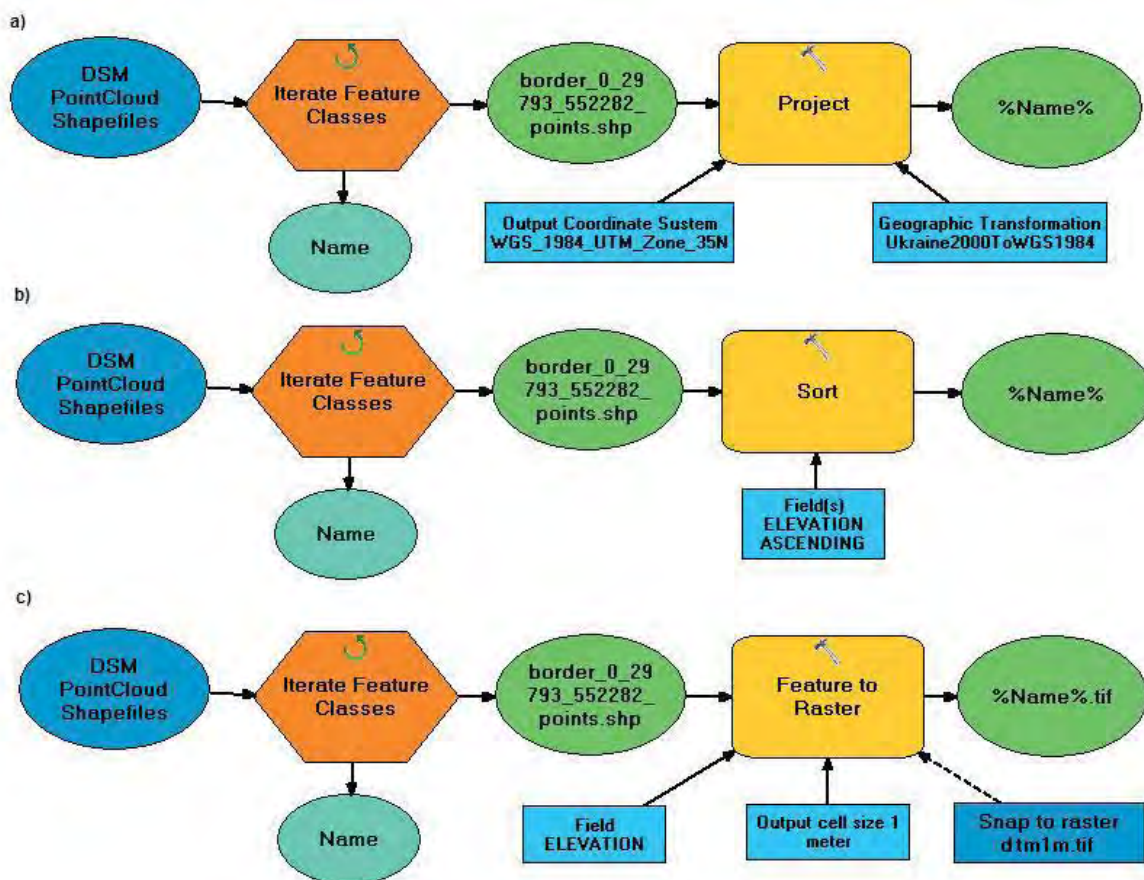 a)
DSM
PointCloud
Shapefiles
Iterate Feature
Classes
border_0_29
793_552282_
points.shp
Project
%Name%
Name
Output Coordinate Sustem
WGS_1984_UTM_Zone_35N
Geographic Transformation
Ukraine2000ToWGS1984
b)
DSM
PointCloud
Shapefiles
Iterate Feature
Classes
border_0_29
793_552282_
points.shp
Sort
%Name%
Name
Field(s)
ELEVATION
ASCENDING
c)
DSM
PointCloud
Shapefiles
Iterate Feature
Classes
border_0_29
793_552282_
points.shp
Feature to
Raster
%Name%.tif
Name
Field
ELEVATION
Output cell size 1
meter
Snap to raster
dtm1m.tif